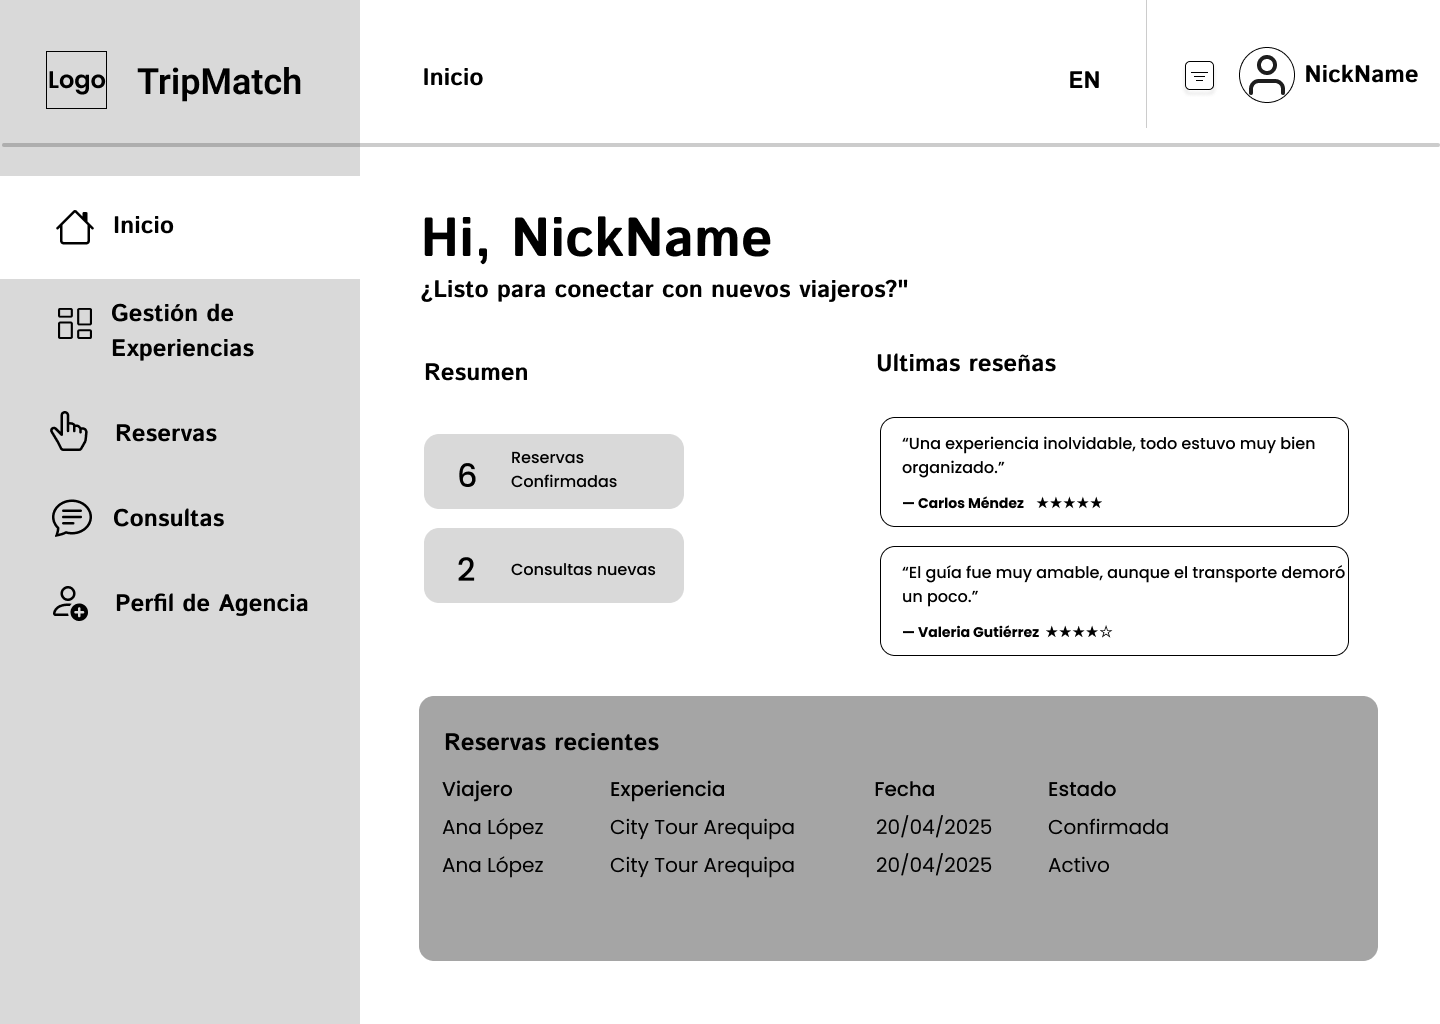 Logo
TripMatch
Inicio
EN
NickName
Inicio
Gestión de
Experiencias
Reservas
Consultas
Perfil de Agencia
Hi, NickName
¿Listo para conectar con nuevos viajeros?"
Resumen
6
Reservas
Confirmadas
2
Consultas nuevas
Ultimas reseñas
“Una experiencia inolvidable, todo estuvo muy bien
organizado.”
— Carlos Méndez ★★★★★
“El guía fue muy amable, aunque el transporte demoró
un poco.”
— Valeria Gutiérrez ★★★★☆
Reservas recientes
Viajero Experiencia Fecha Estado
Ana López City Tour Arequipa 20/04/2025 Confirmada
Ana López City Tour Arequipa 20/04/2025 Activo